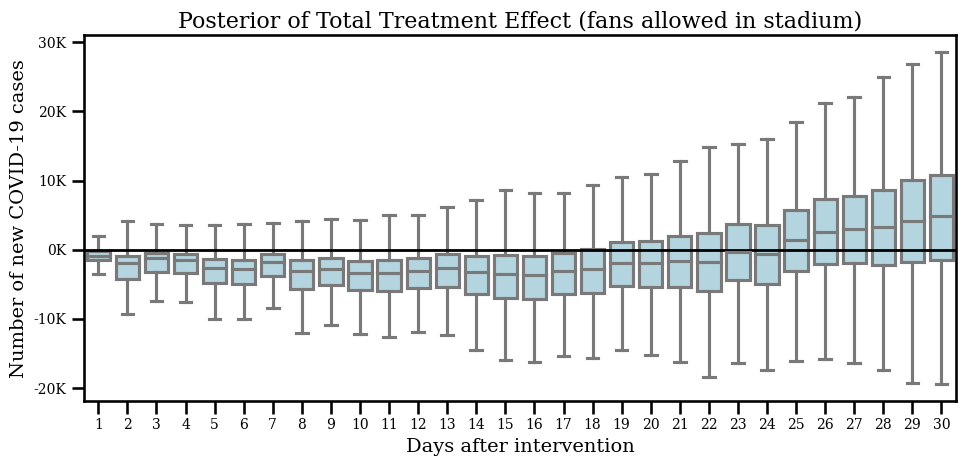 Posterior of Total Treatment Effect (fans allowed in stadium)
Number of new COVID-19 cases
30K
20K
10K
0K
-10K
-20K
1 2 3 4 5 6 7 8 9 10 11 12 13 14 15 16 17 18 19 20 21 22 23 24 25 26 27 28 29 30
Days after intervention